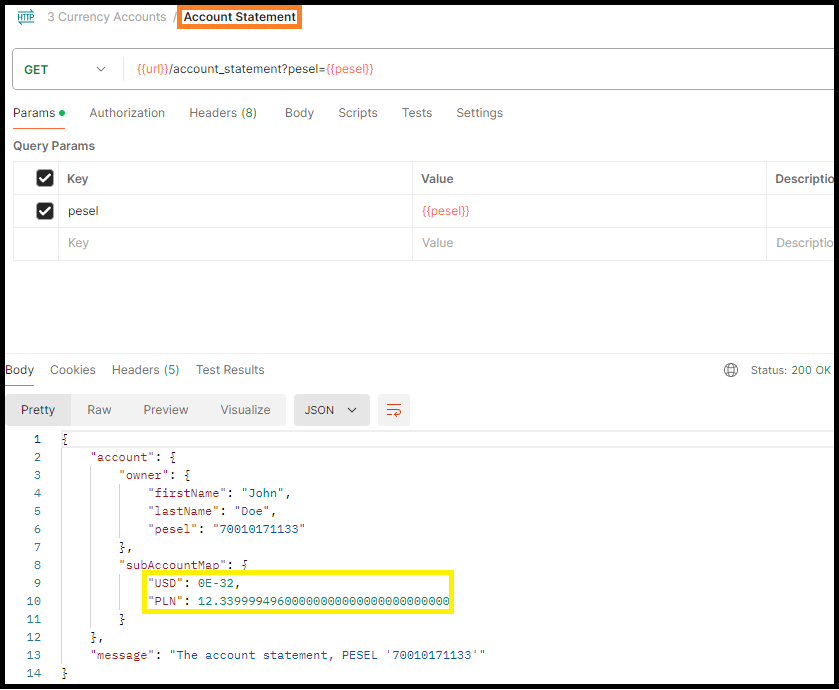 HTTP 3 Currency Accounts / Account Statement
GET {{url}}/account_statement?pesel={{pesel}}
Params Authorization Headers (8) Body Scripts Tests Settings
Query Params
Key Value Descriptio
pesel {{pesel}}
Key Value Descriptio
Body Cookies Headers (5) Test Results Status: 200 OK
Pretty Raw Preview Visualize JSON
1 {
2 "account": {
3 "owner": {
4 "firstName": "John",
5 "lastName": "Doe",
6 "pesel": "70010171133"
7 },
8 "subAccountMap": {
9 "USD": 0E-32,
10 "PLN": 12.33999949600000000000000000000000
11 }
12 },
13 "message": "The account statement, PESEL '70010171133'"
14 }